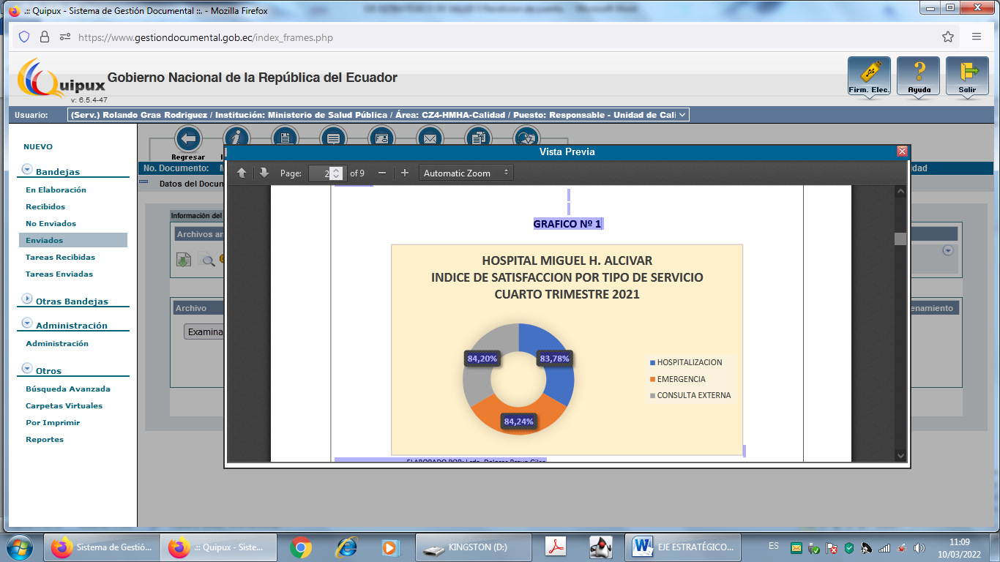 .:: Quipux - Sistema de Gestión Documental ::. - Mozilla Firefox
https://www.gestiondocumental.gob.ec/index_frames.php
Quipux
Gobierno Nacional de la República del Ecuador
v: 6.5.4-47
Firm. Elec.
Ayuda
Salir
Usuario:
(Serv.) Rolando Gras Rodriguez / Institución: Ministerio de Salud Pública / Área: CZ4-HMHA-Calidad / Puesto: Responsable - Unidad de Cali
NUEVO
Bandejas
En Elaboración
Recibidos
No Enviados
Enviados
Tareas Recibidas
Tareas Enviadas
Otras Bandejas
Administración
Administración
Otros
Búsqueda Avanzada
Carpetas Virtuales
Por Imprimir
Reportes
Regresar
No. Documento:
Datos del Docum
Información del
Archivos an
Archivo
Examina
idad
enamiento
Vista Previa
Page: 2 of 9
Automatic Zoom
GRAFICO Nº 1
HOSPITAL MIGUEL H. ALCIVAR
INDICE DE SATISFACCION POR TIPO DE SERVICIO
CUARTO TRIMESTRE 2021
84,20%
83,78%
84,24%
HOSPITALIZACION
EMERGENCIA
CONSULTA EXTERNA
Sistema de Gestió...
.:: Quipux - Siste...
KINGSTON (D:)
EJE ESTRATÉGICO...
ES
11:09
10/03/2022